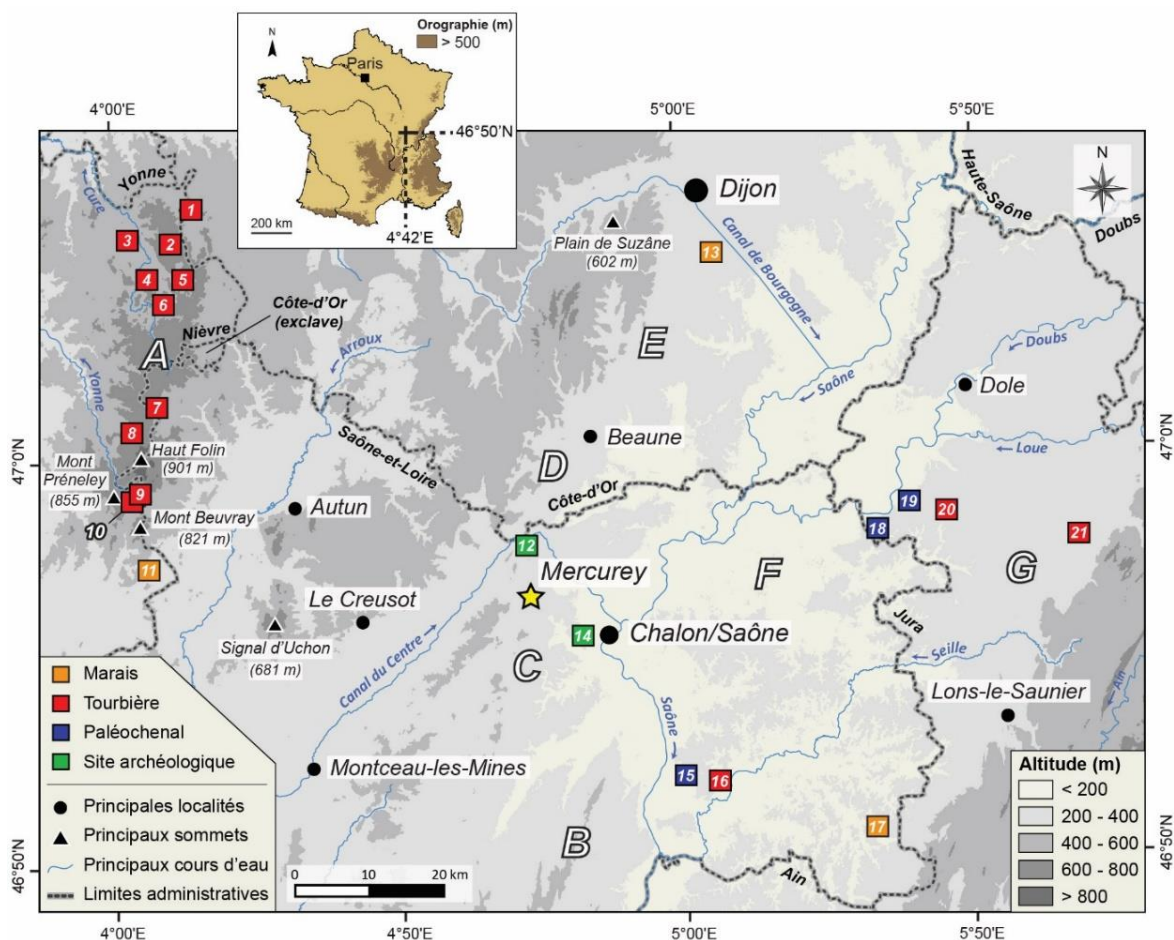 Orographie (m)
> 500
N
Paris
46°50'N
200 km
4°42'E
4°00'E
5°00'E
5°50'E
N
Yonne
Cure
1
2
3
4
5
6
Nièvre
Côte-d'Or
(exclave)
A
Yonne
Arroux
7
8
Haut Folin
(901 m)
Mont
Préneley
(855 m)
9
10
Mont Beuvray
(821 m)
11
47°0'N
Dijon
Plain de Suzâne
(602 m)
13
Canal de Bourgogne
E
Saône
Haute-Saône
Doubs
Doubs
Dole
Loue
47°0'N
Beaune
D
Côte-d'Or
Saône-et-Loire
Autun
12
Mercurey
Le Creusot
Signal d'Uchon
(681 m)
Canal du Centre
C
14
Chalon/Saône
F
18
19
20
21
G
Jura
Seille
Lons-le-Saunier
Ain
Saône
Montceau-les-Mines
15
16
17
B
Ain
Marais
Tourbière
Paléochenal
Site archéologique
Principales localités
Principaux sommets
Principaux cours d'eau
Limites administratives
0 10 20 km
Altitude (m)
< 200
200 - 400
400 - 600
600 - 800
> 800
46°50'N
46°50'N
4°00'E
4°50'E
5°00'E
5°50'E